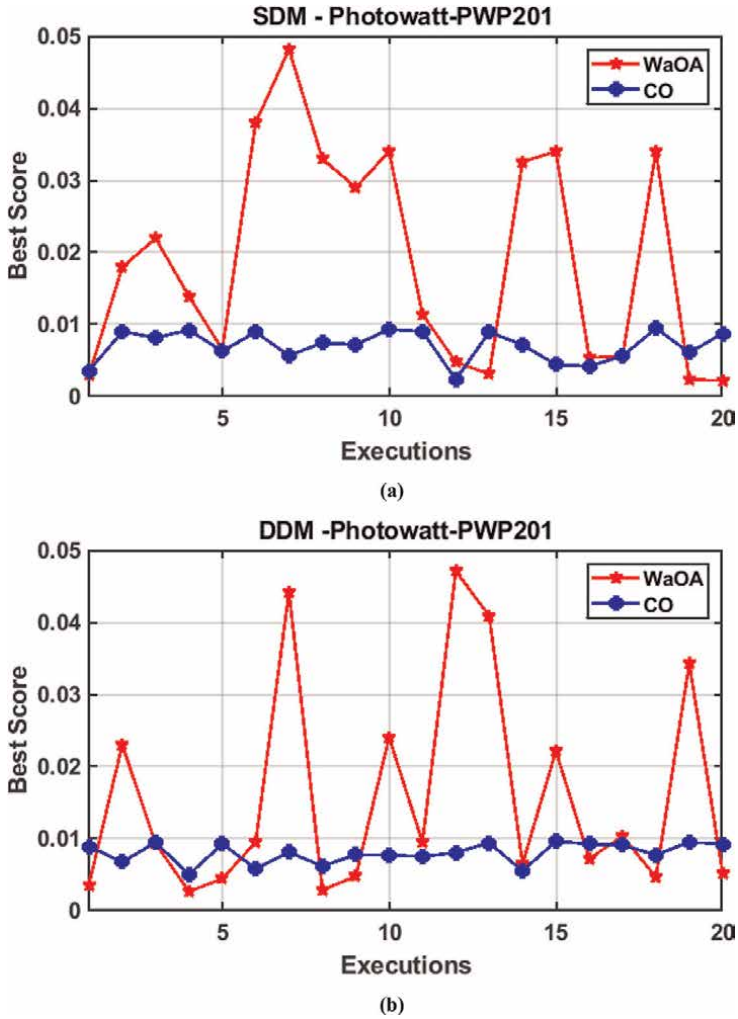 SDM - Photowatt-PWP201
0.05
0.04
0.03
0.02
0.01
0
Best Score
WaOA
CO
5
10
15
20
Executions
(a)
DDM -Photowatt-PWP201
0.05
0.04
0.03
0.02
0.01
0
Best Score
WaOA
CO
5
10
15
20
Executions
(b)